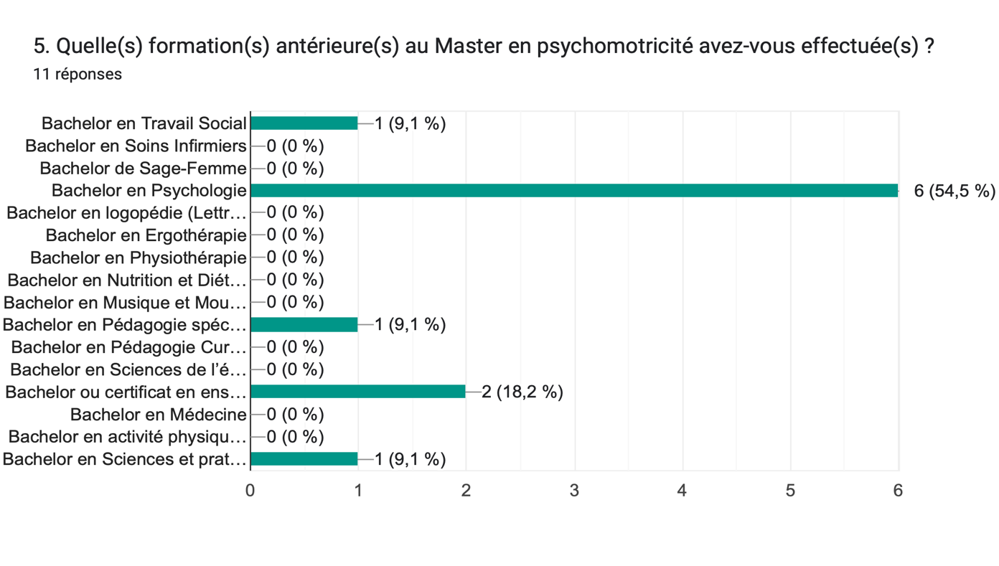 5. Quelle(s) formation(s) antérieure(s) au Master en psychomotricité avez-vous effectuée(s) ?
11 réponses
Bachelor en Travail Social 1 (9,1 %)
Bachelor en Soins Infirmiers 0 (0 %)
Bachelor de Sage-Femme 0 (0 %)
Bachelor en Psychologie 6 (54,5 %)
Bachelor en logopédie (Lettr… 0 (0 %)
Bachelor en Ergothérapie 0 (0 %)
Bachelor en Physiothérapie 0 (0 %)
Bachelor en Nutrition et Diét… 0 (0 %)
Bachelor en Musique et Mou… 0 (0 %)
Bachelor en Pédagogie spéc… 1 (9,1 %)
Bachelor en Pédagogie Cur… 0 (0 %)
Bachelor en Sciences de l’é… 0 (0 %)
Bachelor ou certificat en ens… 2 (18,2 %)
Bachelor en Médecine 0 (0 %)
Bachelor en activité physiqu… 0 (0 %)
Bachelor en Sciences et prat… 1 (9,1 %)
0 1 2 3 4 5 6